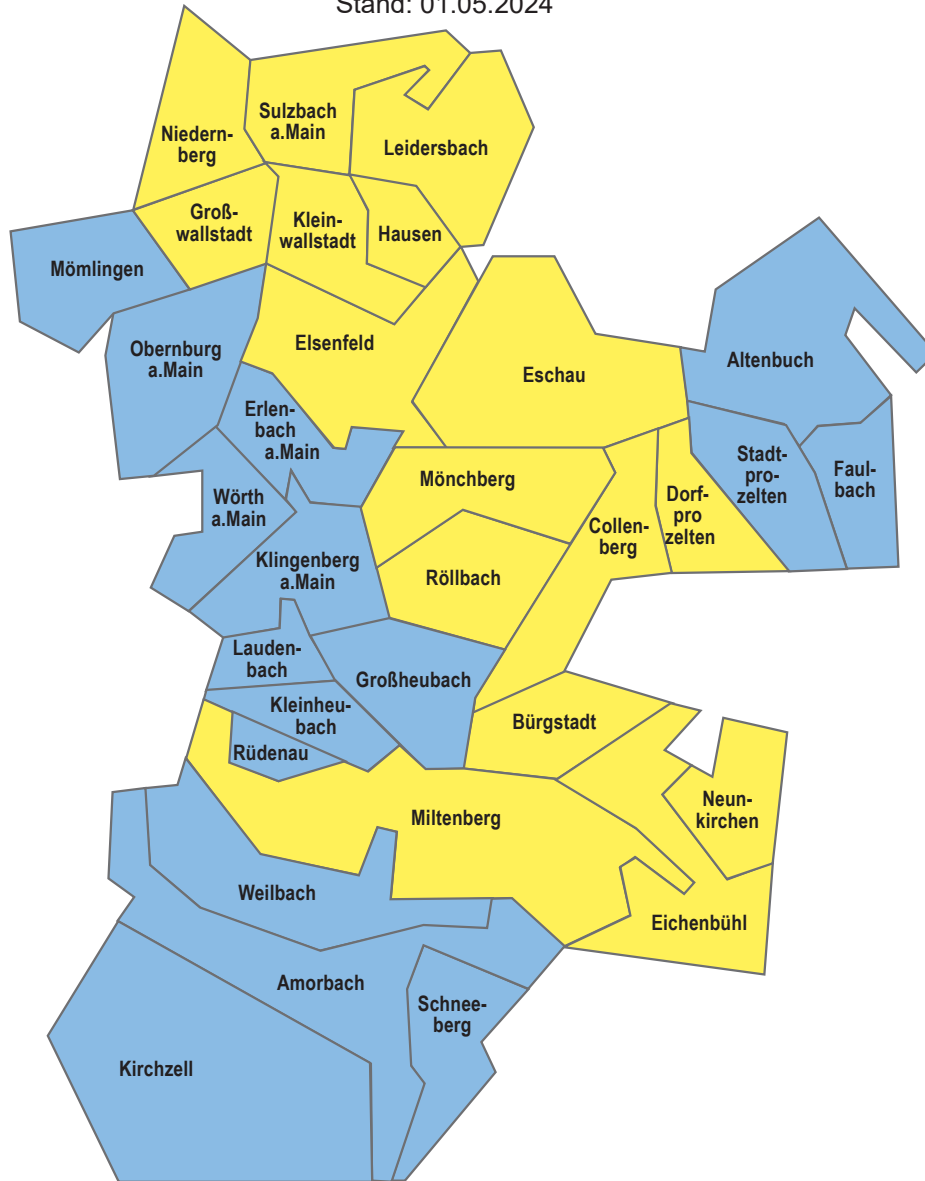 Stand: 01.05.2024
Niedern-
berg
Sulzbach
a.Main
Leidersbach
Groß-
wallstadt
Klein-
wallstadt
Hausen
Mömlingen
Obernburg
a.Main
Elsenfeld
Eschau
Altenbuch
Erlen-
bach
a.Main
Stadt-
pro-
zelten
Faul-
bach
Mönchberg
Wörth
a.Main
Collen-
berg
Dorf-
pro
zelten
Klingenberg
a.Main
Röllbach
Lauden-
bach
Großheubach
Kleinheu-
bach
Bürgstadt
Rüdenau
Miltenberg
Neun-
kirchen
Weilbach
Eichenbühl
Amorbach
Schnee-
berg
Kirchzell